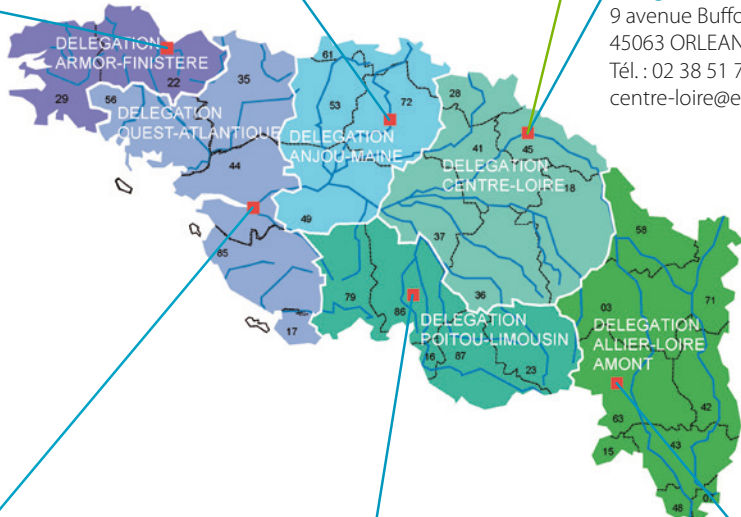 9 avenue Buffo
45063 ORLEAN
Tél. : 02 38 51 7
centre-loire@e
DELEGATION
ARMOR-FINISTERE
29
22
56
35
DELEGATION
OUEST-ATLANTIQUE
44
85
17
61
53
72
DELEGATION
ANJOU-MAINE
49
28
41
45
DELEGATION
CENTRE-LOIRE
18
37
36
79
86
DELEGATION
POITOU-LIMOUSIN
16
87
23
58
03
71
DELEGATION
ALLIER-LOIRE
AMONT
63
42
15
43
48
07